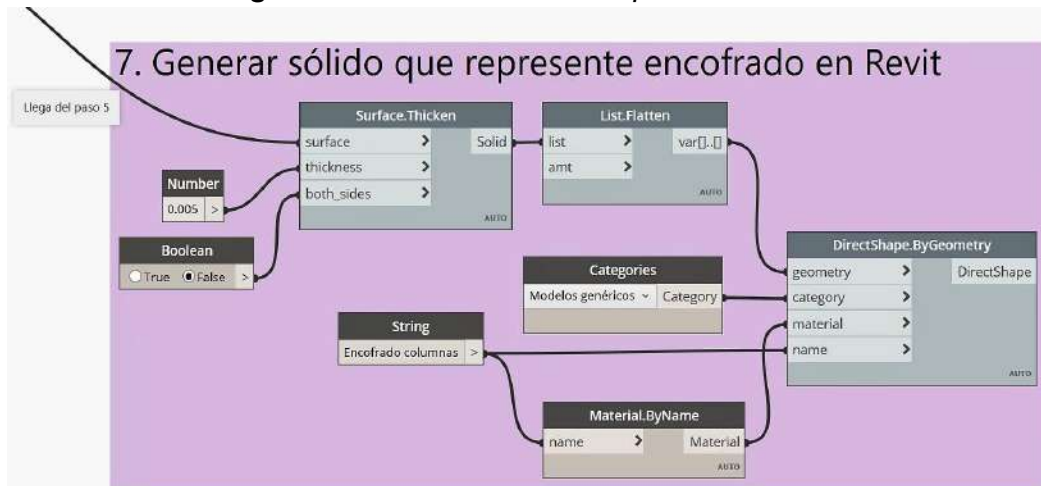 7. Generar sólido que represente encofrado en Revit
Llega del paso 5
Surface.Thicken
surface >
thickness >
both_sides >
Solid
AUTO
List.Flatten
list >
amt >
var[]..[]
AUTO
Number
0.005 >
Boolean
True False >
Categories
Modelos genéricos Category
String
Encofrado columnas >
DirectShape.ByGeometry
geometry >
category >
material >
name >
DirectShape
AUTO
Material.ByName
name > Material
AUTO